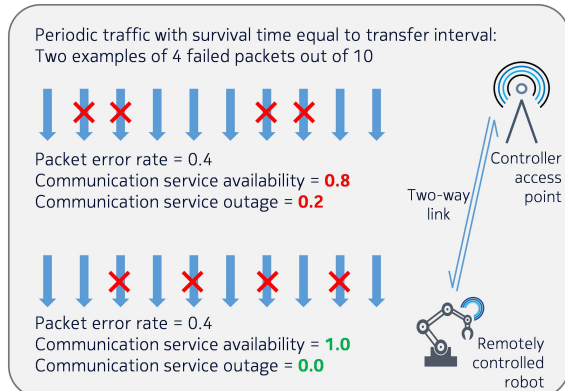 Periodic traffic with survival time equal to transfer interval:
Two examples of 4 failed packets out of 10
Packet error rate = 0.4
Communication service availability = 0.8
Communication service outage = 0.2
Controller
access
point
Two-way
link
Packet error rate = 0.4
Communication service availability = 1.0
Communication service outage = 0.0
Remotely
controlled
robot